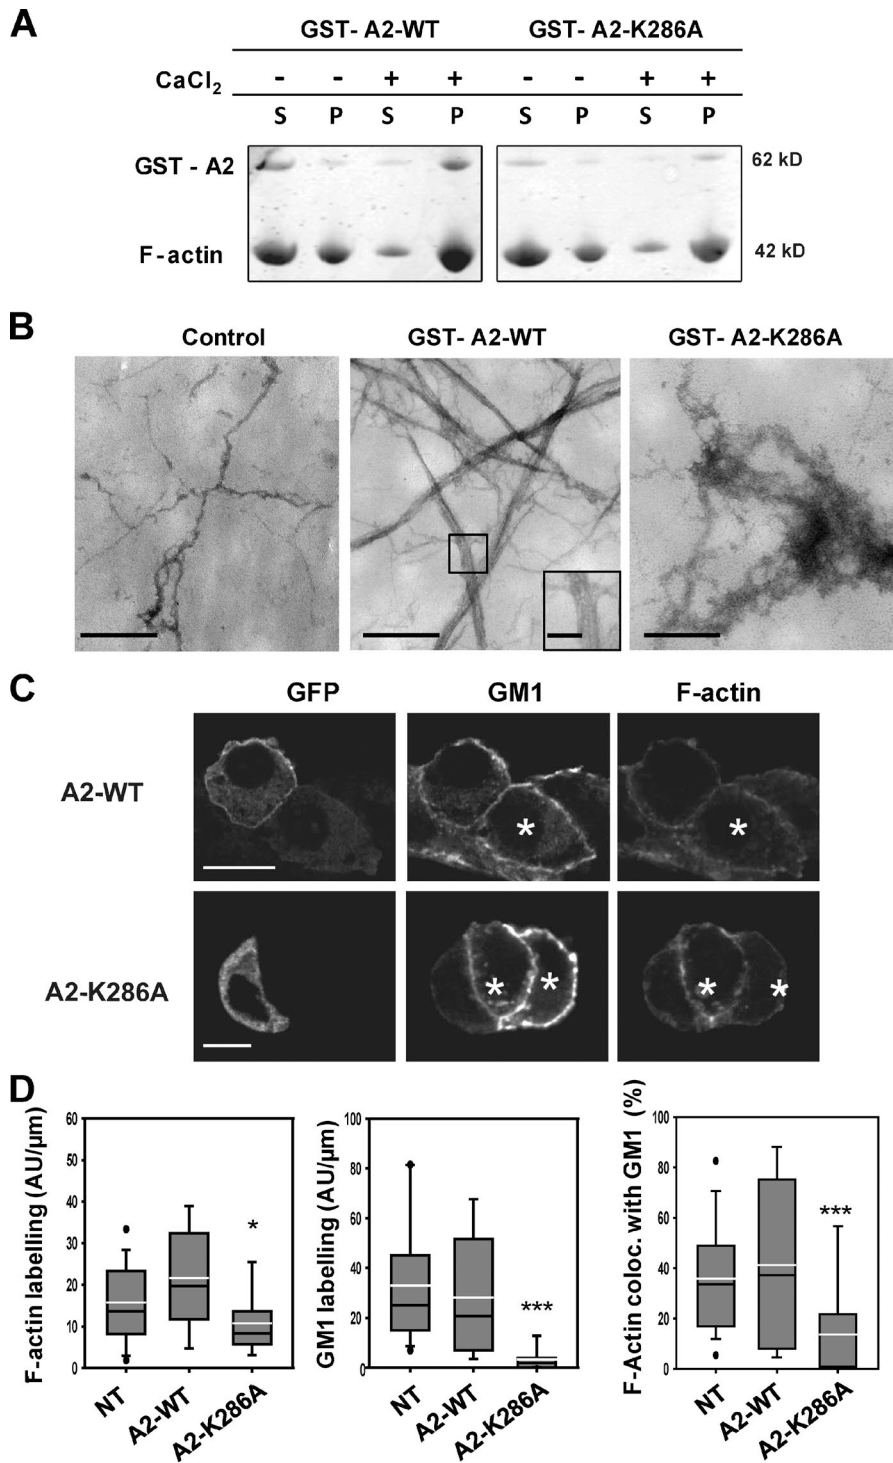 A
GST- A2-WT GST- A2-K286A
CaCl2 - - + + - - + +
S P S P S P S P
GST - A2 62 kD
F-actin 42 kD
B
Control GST- A2-WT GST- A2-K286A
C
GFP GM1 F-actin
A2-WT
*
*
A2-K286A
* *
* *
D
F-actin labelling (AU/µm)
60
50
40
30
20
10
0
*
NT A2-WT A2-K286A
GM1 labelling (AU/µm)
100
80
60
40
20
0
***
NT A2-WT A2-K286A
F-Actin coloc. with GM1 (%)
100
80
60
40
20
0
***
NT A2-WT A2-K286A